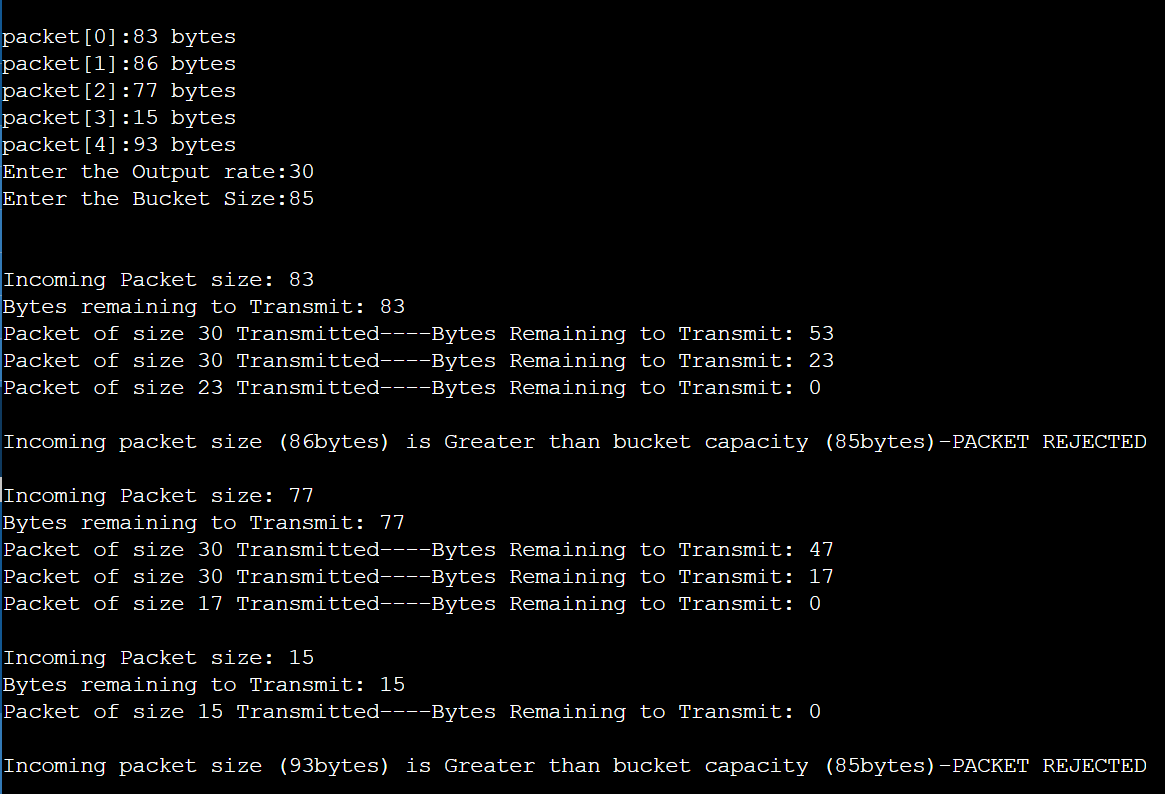 packet[0]:83 bytes
packet[1]:86 bytes
packet[2]:77 bytes
packet[3]:15 bytes
packet[4]:93 bytes
Enter the Output rate:30
Enter the Bucket Size:85
Incoming Packet size: 83
Bytes remaining to Transmit: 83
Packet of size 30 Transmitted----Bytes Remaining to Transmit: 53
Packet of size 30 Transmitted----Bytes Remaining to Transmit: 23
Packet of size 23 Transmitted----Bytes Remaining to Transmit: 0
Incoming packet size (86bytes) is Greater than bucket capacity (85bytes)-PACKET REJECTED
Incoming Packet size: 77
Bytes remaining to Transmit: 77
Packet of size 30 Transmitted----Bytes Remaining to Transmit: 47
Packet of size 30 Transmitted----Bytes Remaining to Transmit: 17
Packet of size 17 Transmitted----Bytes Remaining to Transmit: 0
Incoming Packet size: 15
Bytes remaining to Transmit: 15
Packet of size 15 Transmitted----Bytes Remaining to Transmit: 0
Incoming packet size (93bytes) is Greater than bucket capacity (85bytes)-PACKET REJECTED